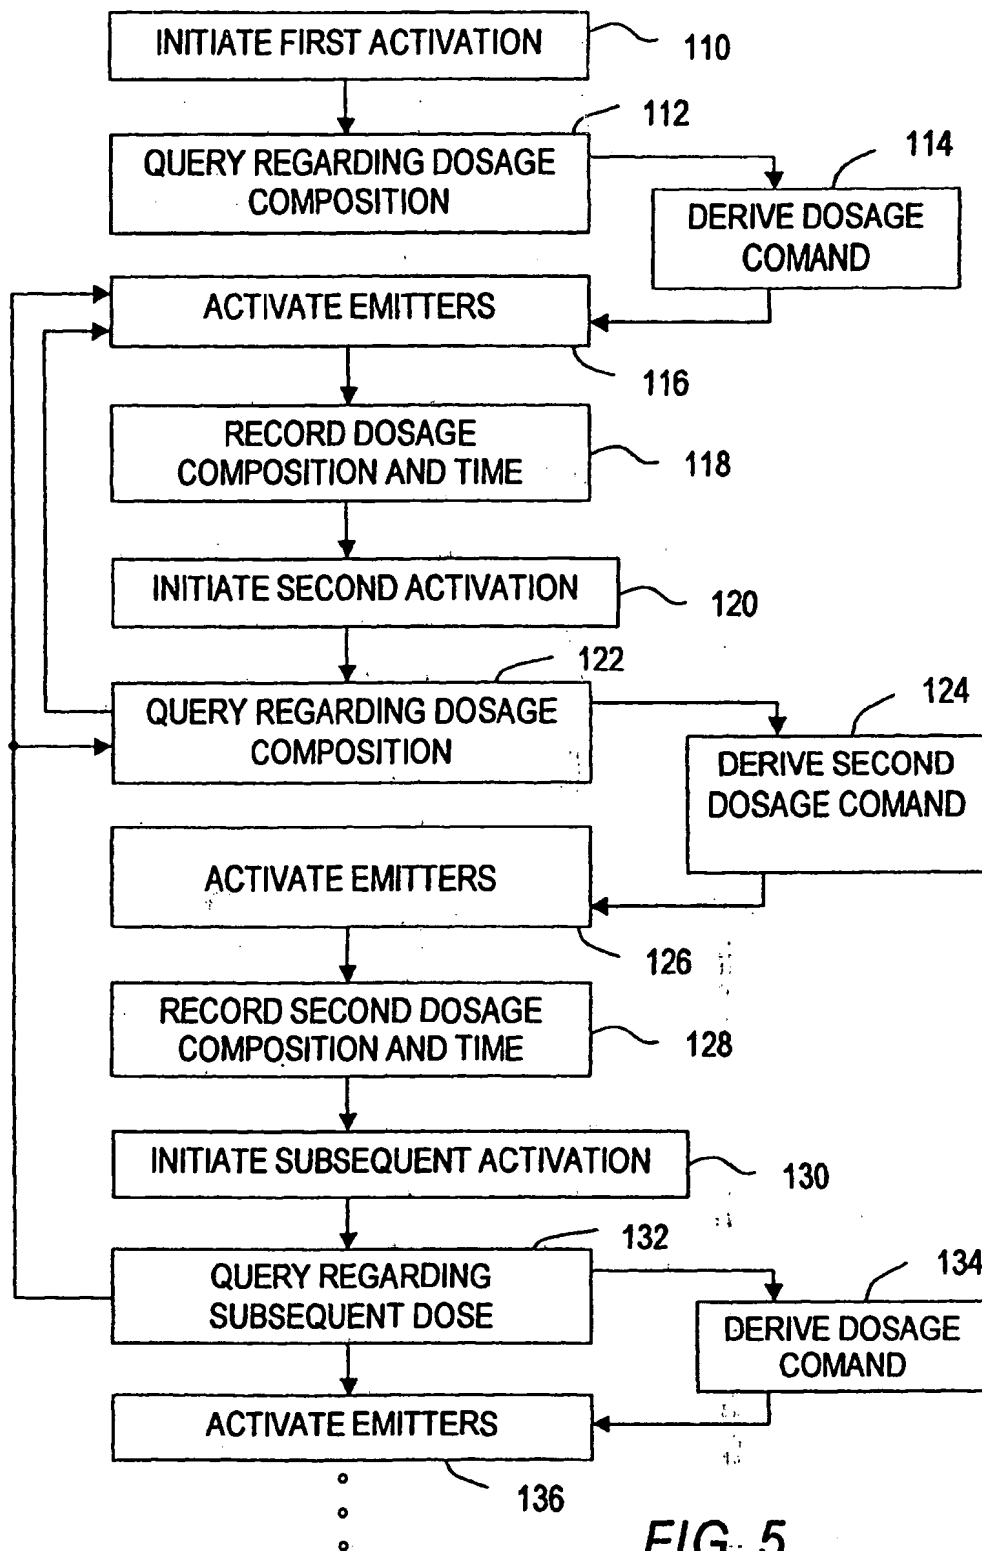 INITIATE FIRST ACTIVATION
110
112
QUERY REGARDING DOSAGE
COMPOSITION
114
DERIVE DOSAGE
COMAND
ACTIVATE EMITTERS
116
RECORD DOSAGE
COMPOSITION AND TIME
118
INITIATE SECOND ACTIVATION
120
122
QUERY REGARDING DOSAGE
COMPOSITION
124
DERIVE SECOND
DOSAGE COMAND
ACTIVATE EMITTERS
126
RECORD SECOND DOSAGE
COMPOSITION AND TIME
128
INITIATE SUBSEQUENT ACTIVATION
130
132
QUERY REGARDING
SUBSEQUENT DOSE
134
DERIVE DOSAGE
COMAND
ACTIVATE EMITTERS
136
FIG. 5